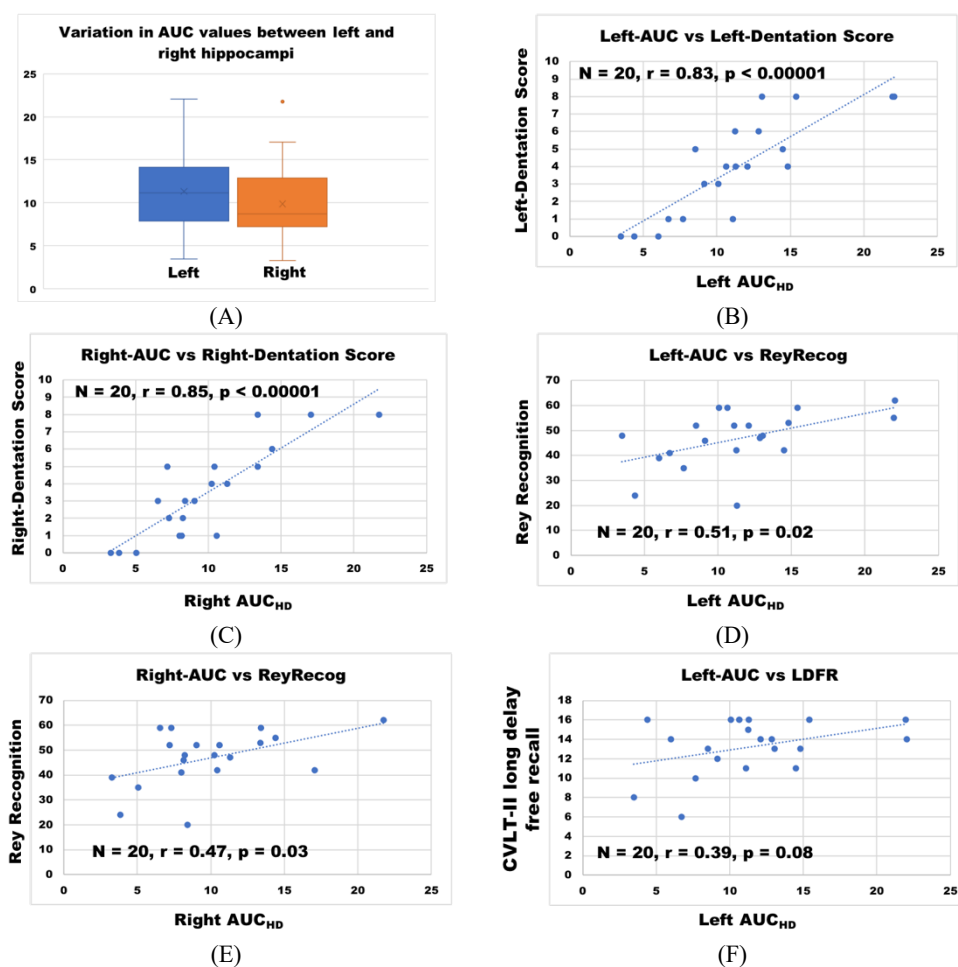 Variation in AUC values between left and
right hippocampi
25
20
15
10
5
0
Left
Right
(A)
Left-AUC vs Left-Dentation Score
N = 20, r = 0.83, p < 0.00001
Left-Dentation Score
10
9
8
7
6
5
4
3
2
1
0
0 5 10 15 20 25
Left AUC_HD
(B)
Right-AUC vs Right-Dentation Score
N = 20, r = 0.85, p < 0.00001
Right-Dentation Score
10
9
8
7
6
5
4
3
2
1
0
0 5 10 15 20 25
Right AUC_HD
(C)
Left-AUC vs ReyRecog
Rey Recognition
70
60
50
40
30
20
10
0
N = 20, r = 0.51, p = 0.02
0 5 10 15 20 25
Left AUC_HD
(D)
Right-AUC vs ReyRecog
Rey Recognition
70
60
50
40
30
20
10
0
N = 20, r = 0.47, p = 0.03
0 5 10 15 20 25
Right AUC_HD
(E)
Left-AUC vs LDFR
CVLT-II long delay
free recall
18
16
14
12
10
8
6
4
2
0
N = 20, r = 0.39, p = 0.08
0 5 10 15 20 25
Left AUC_HD
(F)